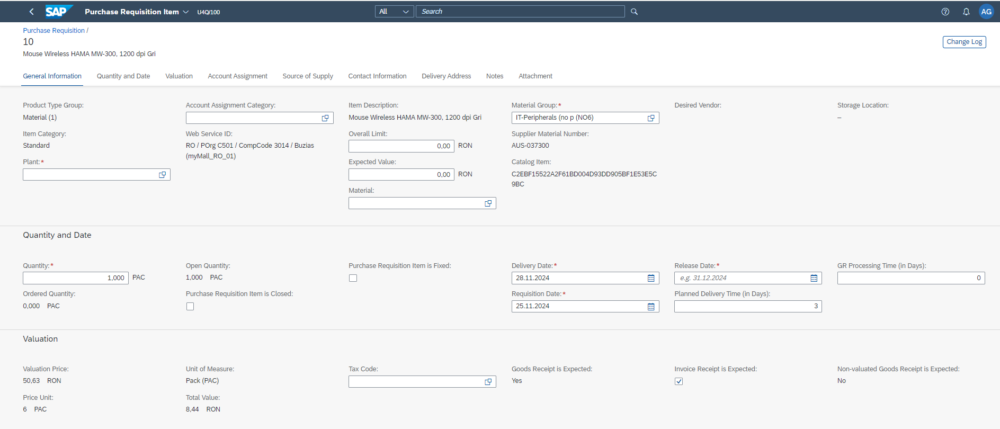 SAP Purchase Requisition Item U4Q/100 All Search AG
Purchase Requisition /
10
Change Log
Mouse Wireless HAMA MW-300, 1200 dpi Gri
General Information Quantity and Date Valuation Account Assignment Source of Supply Contact Information Delivery Address Notes Attachment
Product Type Group: Account Assignment Category: Item Description: Material Group:* Desired Vendor: Storage Location:
Material (1) Mouse Wireless HAMA MW-300, 1200 dpi Gri IT-Peripherals (no p (NO6) –
Item Category: Web Service ID: Overall Limit: Supplier Material Number:
Standard RO / POrg C501 / CompCode 3014 / Buzias 0,00 RON AUS-037300
(myMall_RO_01)
Plant:* Expected Value: Catalog Item:
0,00 RON C2EBF15522A2F61BD004D93DD905BF1E53E5C
9BC
Material:
Quantity and Date
Quantity:* Open Quantity: Purchase Requisition Item is Fixed: Delivery Date:* Release Date:* GR Processing Time (in Days):
1,000 PAC 1,000 PAC 28.11.2024 e.g. 31.12.2024 0
Ordered Quantity: Purchase Requisition Item is Closed: Requisition Date:* Planned Delivery Time (in Days):
0,000 PAC 25.11.2024 3
Valuation
Valuation Price: Unit of Measure: Tax Code: Goods Receipt is Expected: Invoice Receipt is Expected: Non-valuated Goods Receipt is Expected:
50,63 RON Pack (PAC) Yes No
Price Unit: Total Value:
6 PAC 8,44 RON